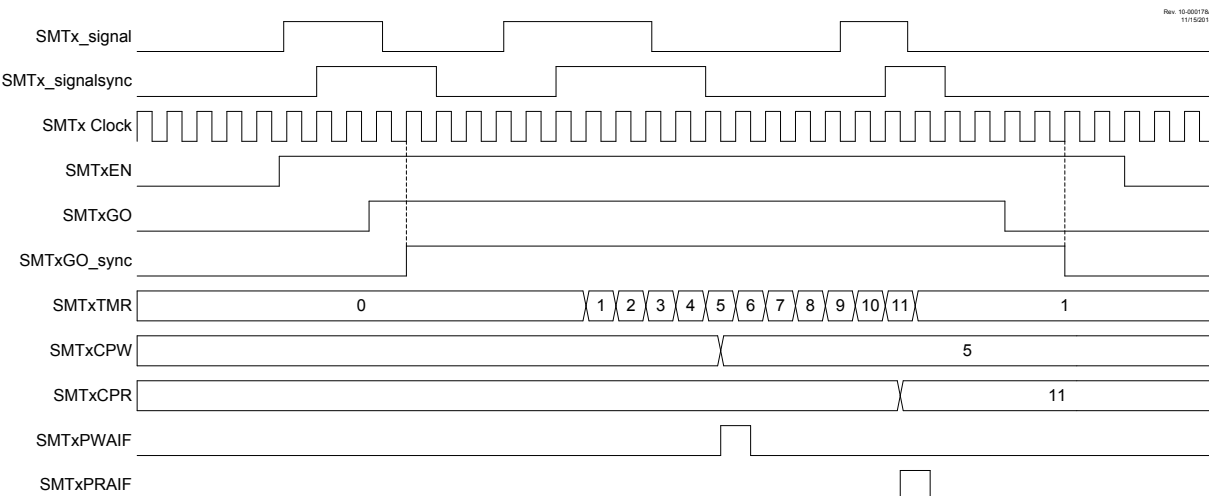 Rev. 10-000178A
11/15/201
SMTx_signal
SMTx_signalsync
SMTx Clock
SMTxEN
SMTxGO
SMTxGO_sync
SMTxTMR 0 1 2 3 4 5 6 7 8 9 10 11 1
SMTxCPW 5
SMTxCPR 11
SMTxPWAIF
SMTxPRAIF